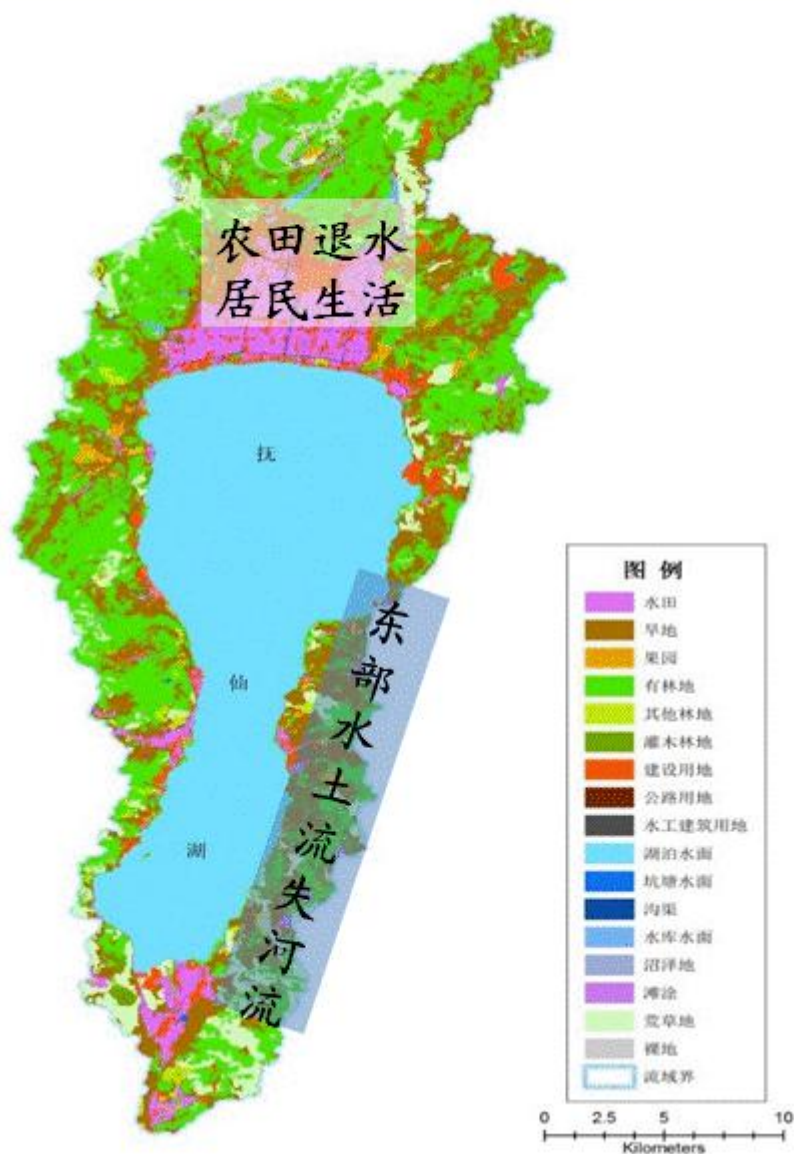 农田退水
居民生活
抚
仙
湖
东部水土流失河流
图例
水田
旱地
果园
有林地
其他林地
灌木林地
建设用地
公路用地
水工建筑用地
湖泊水面
坑塘水面
沟渠
水库水面
沼泽地
滩涂
荒草地
裸地
流域界
0 2.5 5 10
Kilometers